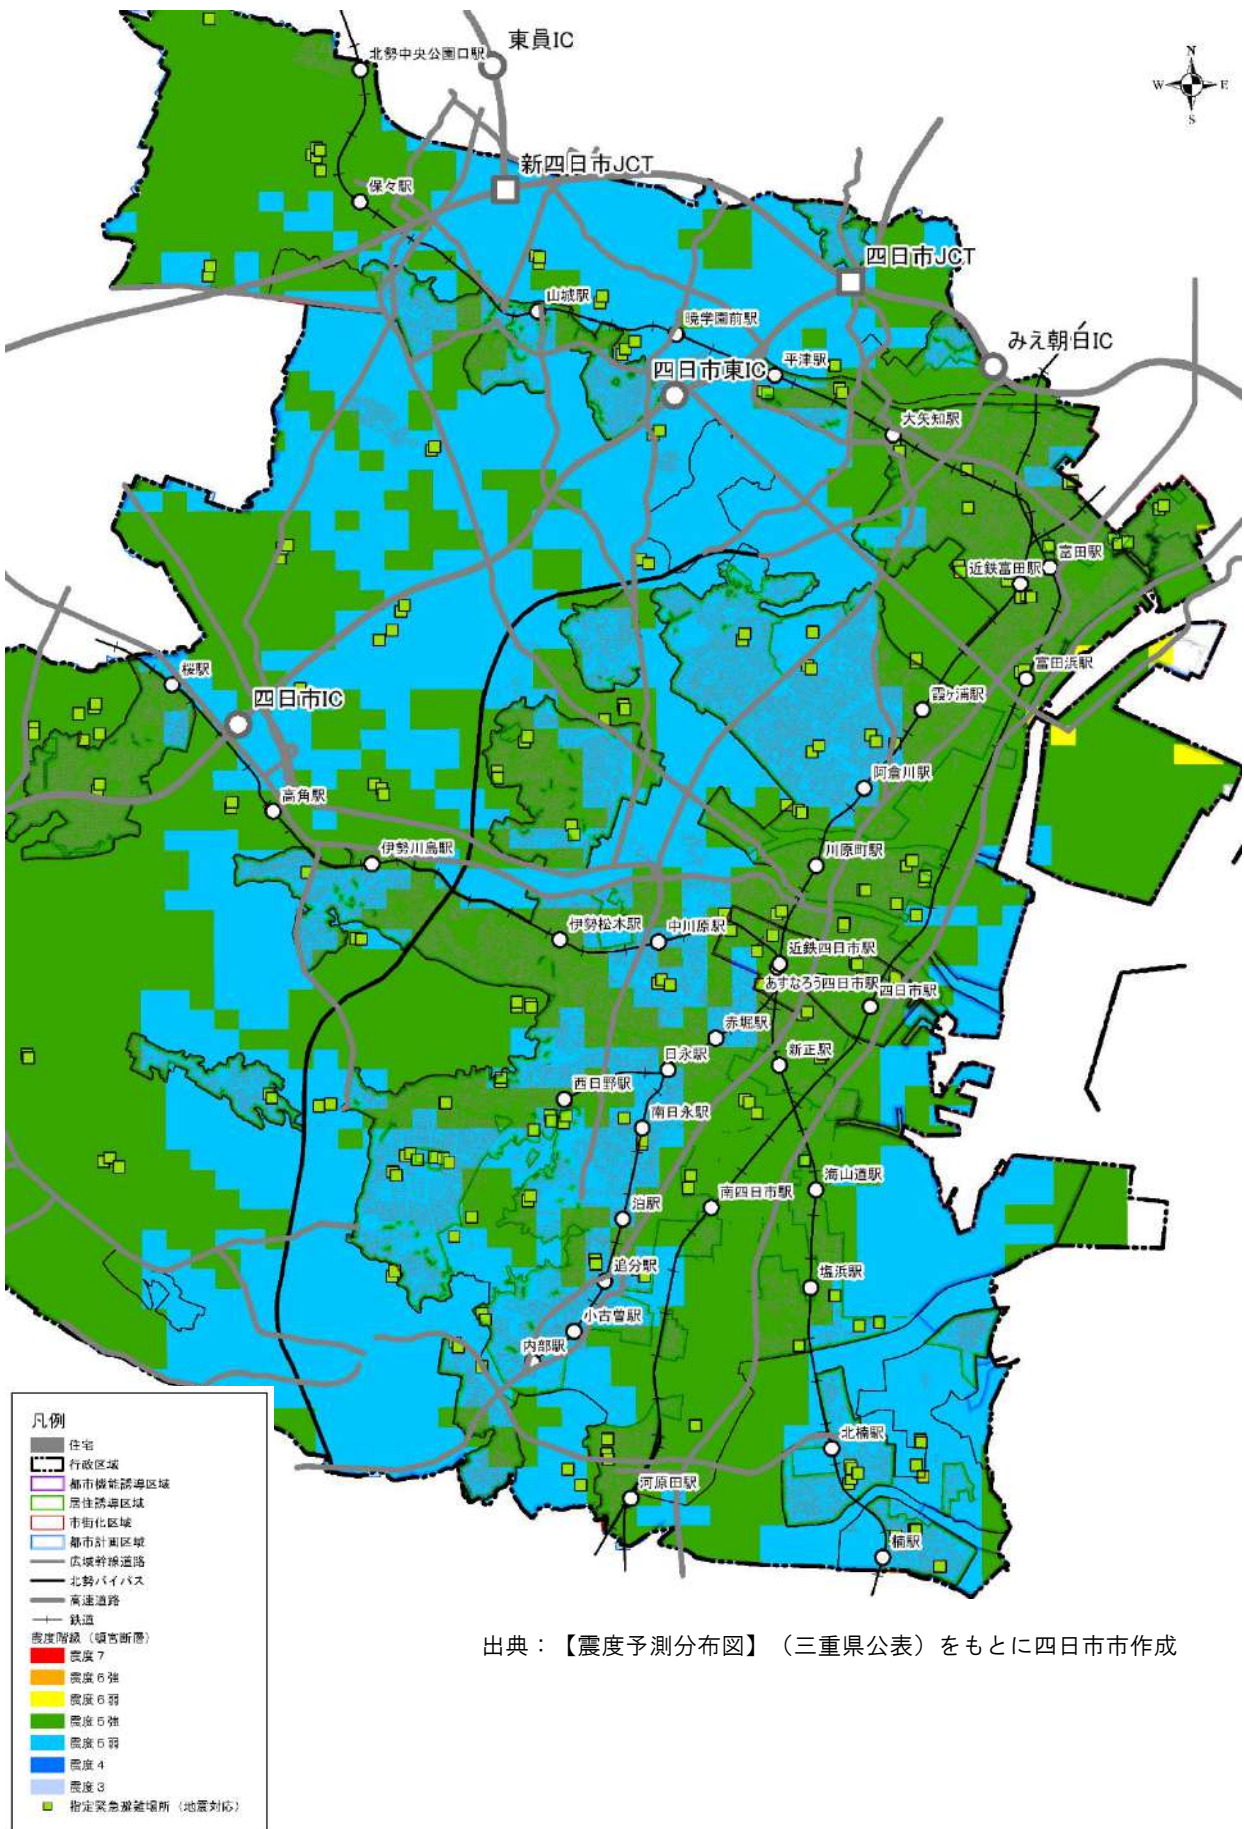 東員IC
北勢中央公園口駅
N
W
E
S
新四日市JCT
保々駅
四日市JCT
山城駅
暁学園前駅
みえ朝日IC
平津駅
四日市東IC
大矢知駅
富田駅
近鉄富田駅
桜駅
富田浜駅
霞ヶ浦駅
四日市IC
阿倉川駅
高角駅
伊勢川島駅
川原町駅
伊勢松本駅
中川原駅
近鉄四日市駅
あすなろう四日市駅
四日市駅
赤堀駅
新正駅
日永駅
西日野駅
南日永駅
海山道駅
南四日市駅
泊駅
追分駅
塩浜駅
小古曽駅
内部駅
北楠駅
河原田駅
楠駅
凡例
住宅
行政区域
都市機能誘導区域
居住誘導区域
市街化区域
都市計画区域
広域幹線道路
北勢バイパス
高速道路
鉄道
震度階級（頓宮断層）
震度７
震度６強
震度６弱
震度５強
震度５弱
震度４
震度３
指定緊急避難場所（地震対応）
出典：【震度予測分布図】（三重県公表）をもとに四日市市作成